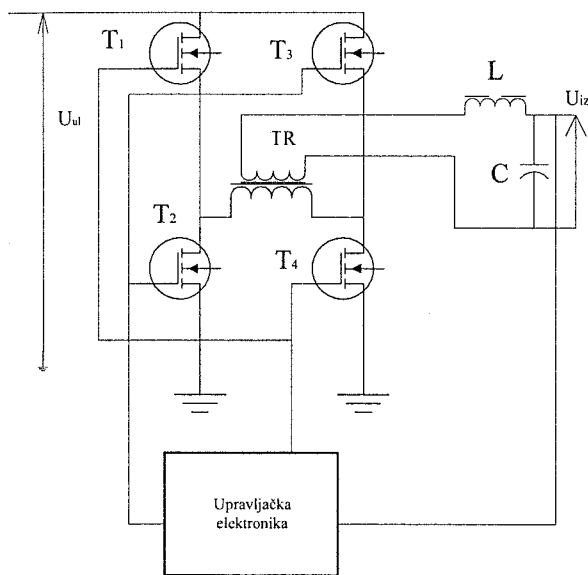 T1
T3
L
Uiz
Uul
TR
C
T2
T4
Upravljačka
elektronika